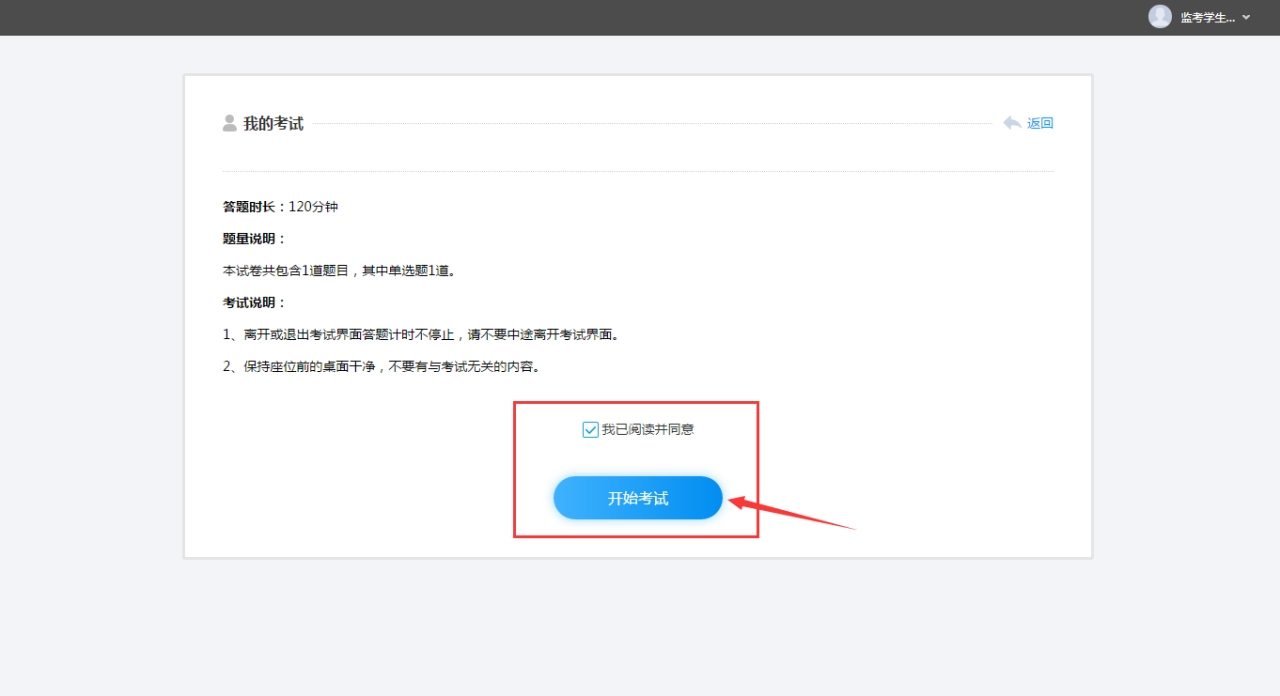 监考学生...
我的考试
返回
答题时长：120分钟
题量说明：
本试卷共包含1道题目，其中单选题1道。
考试说明：
1、离开或退出考试界面答题计时不停止，请不要中途离开考试界面。
2、保持座位前的桌面干净，不要有与考试无关的内容。
我已阅读并同意
开始考试